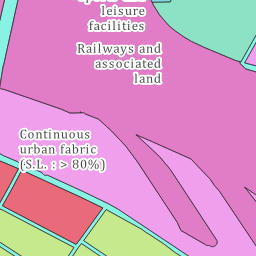 leisure
facilities
Railways and
associated
land
Continuous
urban fabric
(S.L. : > 80%)